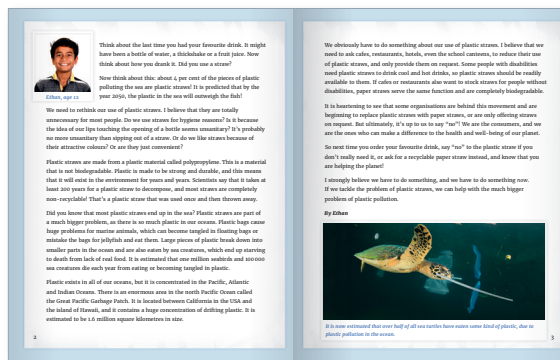 Think about the last time you had your favourite drink. It might
have been a bottle of water, a thickshake or a fruit juice. Now
think about how you drank it. Did you use a straw?
Now think about this: about 4 per cent of the pieces of plastic
polluting the sea are plastic straws! It is predicted that by the
year 2050, the plastic in the sea will outweigh the fish!
Ethan, age 12
We need to rethink our use of plastic straws. I believe that they are totally
unnecessary for most people. Do we use straws for hygiene reasons? Is it because
the idea of our lips touching the opening of a bottle seems unsanitary? It's probably
no more unsanitary than sipping out of a straw. Or do we like straws because of
their attractive colours? Or are they just convenient?
Plastic straws are made from a plastic material called polypropylene. This is a material
that is not biodegradable. Plastic is made to be strong and durable, and this means
that it will exist in the environment for years and years. Scientists say that it takes at
least 200 years for a plastic straw to decompose, and most straws are completely
non-recyclable! That's a plastic straw that was used once and then thrown away.
Did you know that most plastic straws end up in the sea? Plastic straws are part of
a much bigger problem, as there is so much plastic in our oceans. Plastic bags cause
huge problems for marine animals, which can become tangled in floating bags or
mistake the bags for jellyfish and eat them. Large pieces of plastic break down into
smaller parts in the ocean and are also eaten by sea creatures, which end up starving
to death from lack of real food. It is estimated that one million seabirds and 100 000
sea creatures die each year from eating or becoming tangled in plastic.
Plastic exists in all of our oceans, but it is concentrated in the Pacific, Atlantic
and Indian Oceans. There is an enormous area in the north Pacific Ocean called
the Great Pacific Garbage Patch. It is located between California in the USA and
the island of Hawaii, and it contains a huge concentration of drifting plastic. It is
estimated to be 1.6 million square kilometres in size.
2
We obviously have to do something about our use of plastic straws. I believe that we
need to ask cafes, restaurants, hotels, even the school canteens, to reduce their use
of plastic straws, and only provide them on request. Some people with disabilities
need plastic straws to drink cold and hot drinks, so plastic straws should be readily
available to them. If cafes or restaurants also want to stock straws for people without
disabilities, paper straws serve the same function and are completely biodegradable.
It is heartening to see that some organisations are behind this movement and are
beginning to replace plastic straws with paper straws, or are only offering straws
on request. But ultimately, it's up to us to say "no"! We are the consumers, and we
are the ones who can make a difference to the health and well-being of our planet.
So next time you order your favourite drink, say "no" to the plastic straw if you
don't really need it, or ask for a recyclable paper straw instead, and know that you
are helping the planet!
I strongly believe we have to do something, and we have to do something now.
If we tackle the problem of plastic straws, we can help with the much bigger
problem of plastic pollution.
By Ethan
It is now estimated that over half of all sea turtles have eaten some kind of plastic, due to
plastic pollution in the ocean.
3